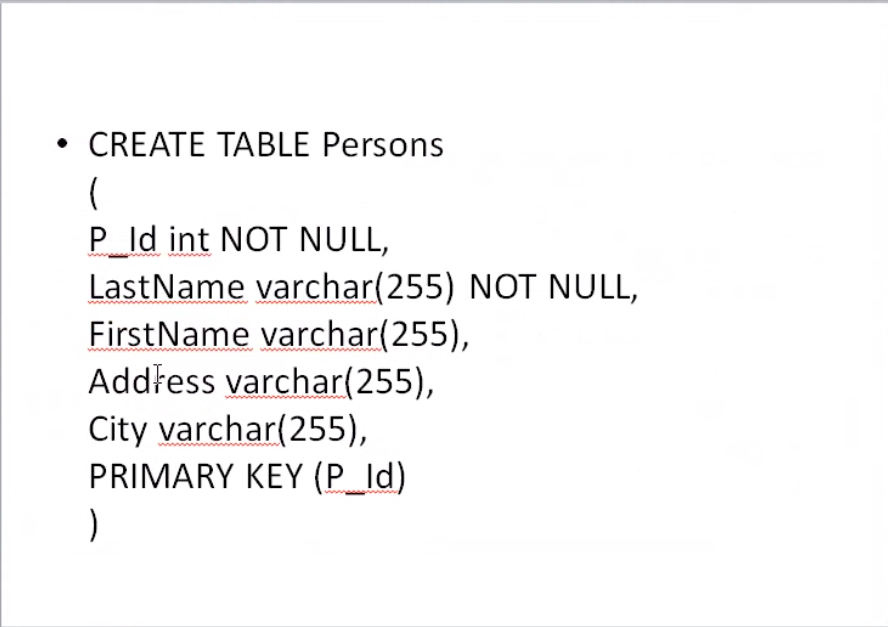 • CREATE TABLE Persons
(
P_Id int NOT NULL,
LastName varchar(255) NOT NULL,
FirstName varchar(255),
Address varchar(255),
City varchar(255),
PRIMARY KEY (P_Id)
)